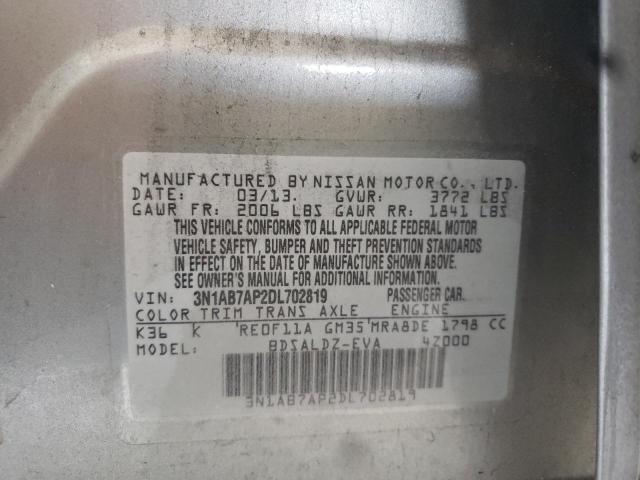 MANUFACTURED BY NISSAN MOTOR CO., LTD.
DATE: 03/13. GVWR: 3772 LBS
GAWR FR: 2006 LBS GAWR RR: 1841 LBS
THIS VEHICLE CONFORMS TO ALL APPLICABLE FEDERAL MOTOR
VEHICLE SAFETY, BUMPER AND THEFT PREVENTION STANDARDS
IN EFFECT ON THE DATE OF MANUFACTURE SHOWN ABOVE.
SEE OWNER'S MANUAL FOR ADDITIONAL INFORMATION.
VIN: 3N1AB7AP2DL702819 PASSENGER CAR.
COLOR TRIM TRANS AXLE ENGINE
K36 K 'RE0F11A GM35'MRA8DE 1798 CC
MODEL: BDSALDZ-EVA 4Z000
3N1AB7AP2DL702819